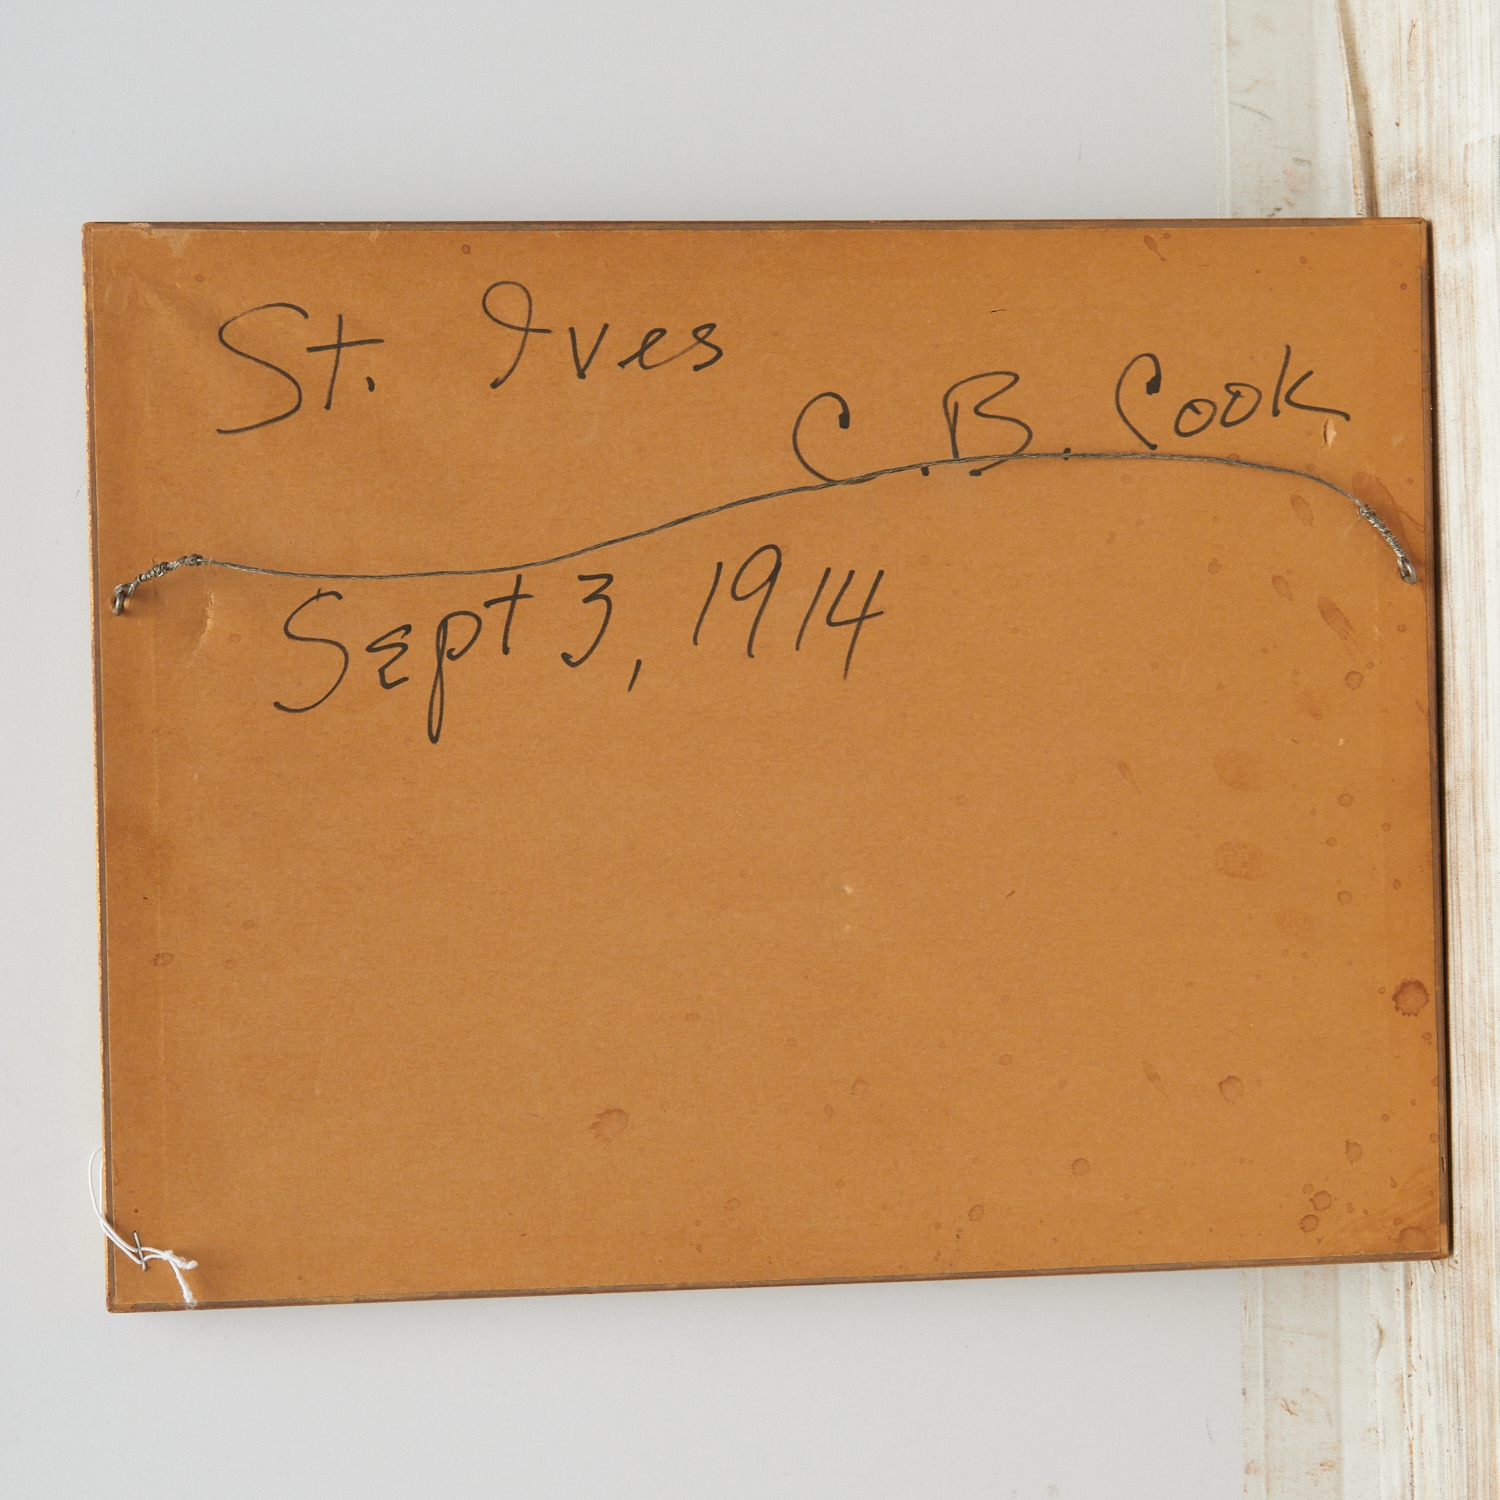 St. Ives
C. B. Cook
Sept 3, 1914